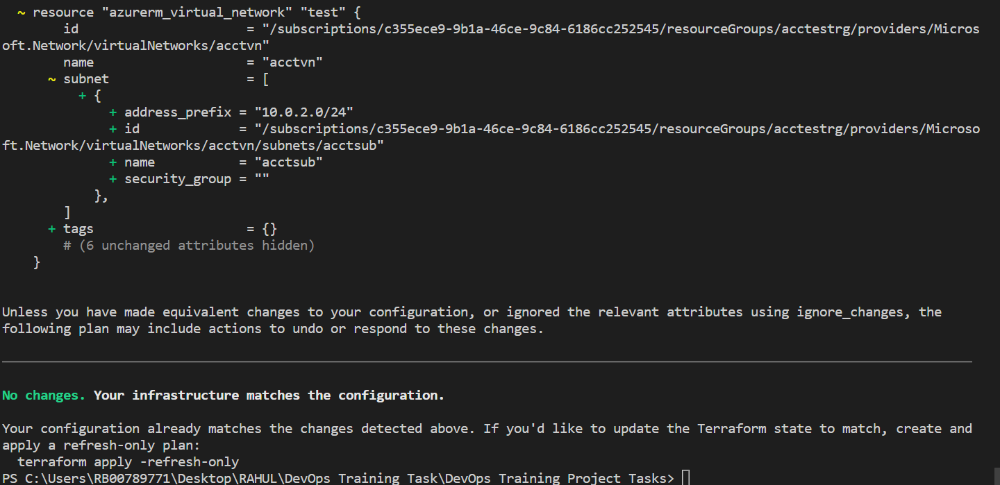 ~ resource "azurerm_virtual_network" "test" {
        id                      = "/subscriptions/c355ece9-9b1a-46ce-9c84-6186cc252545/resourceGroups/acctestrg/providers/Micros
oft.Network/virtualNetworks/acctvn"
        name                    = "acctvn"
      ~ subnet                  = [
          + {
              + address_prefix = "10.0.2.0/24"
              + id             = "/subscriptions/c355ece9-9b1a-46ce-9c84-6186cc252545/resourceGroups/acctestrg/providers/Microso
ft.Network/virtualNetworks/acctvn/subnets/acctsub"
              + name           = "acctsub"
              + security_group = ""
            },
        ]
      + tags                    = {}
        # (6 unchanged attributes hidden)
    }
Unless you have made equivalent changes to your configuration, or ignored the relevant attributes using ignore_changes, the
following plan may include actions to undo or respond to these changes.
No changes. Your infrastructure matches the configuration.
Your configuration already matches the changes detected above. If you'd like to update the Terraform state to match, create and
apply a refresh-only plan:
  terraform apply -refresh-only
PS C:\Users\RB00789771\Desktop\RAHUL\DevOps Training Task\DevOps Training Project Tasks>